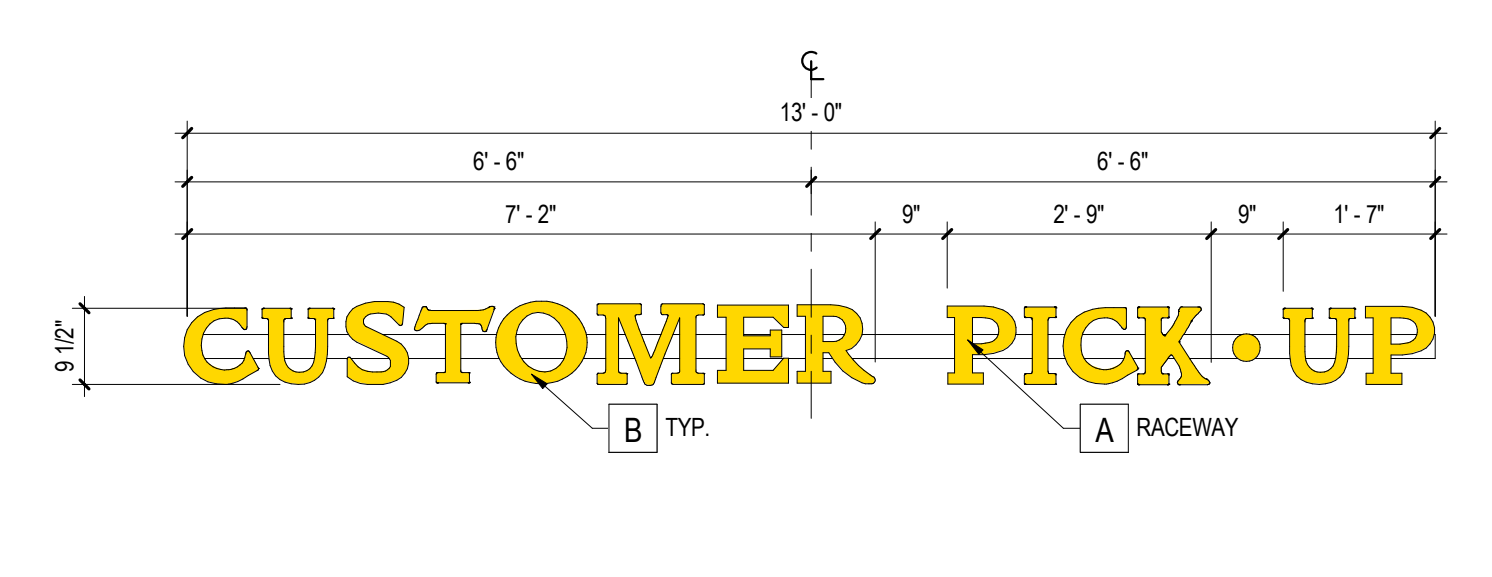 ℄
13' - 0"
6' - 6" 6' - 6"
7' - 2" 9" 2' - 9" 9" 1' - 7"
9 1/2"
CUSTOMER PICK•UP
B TYP. A RACEWAY